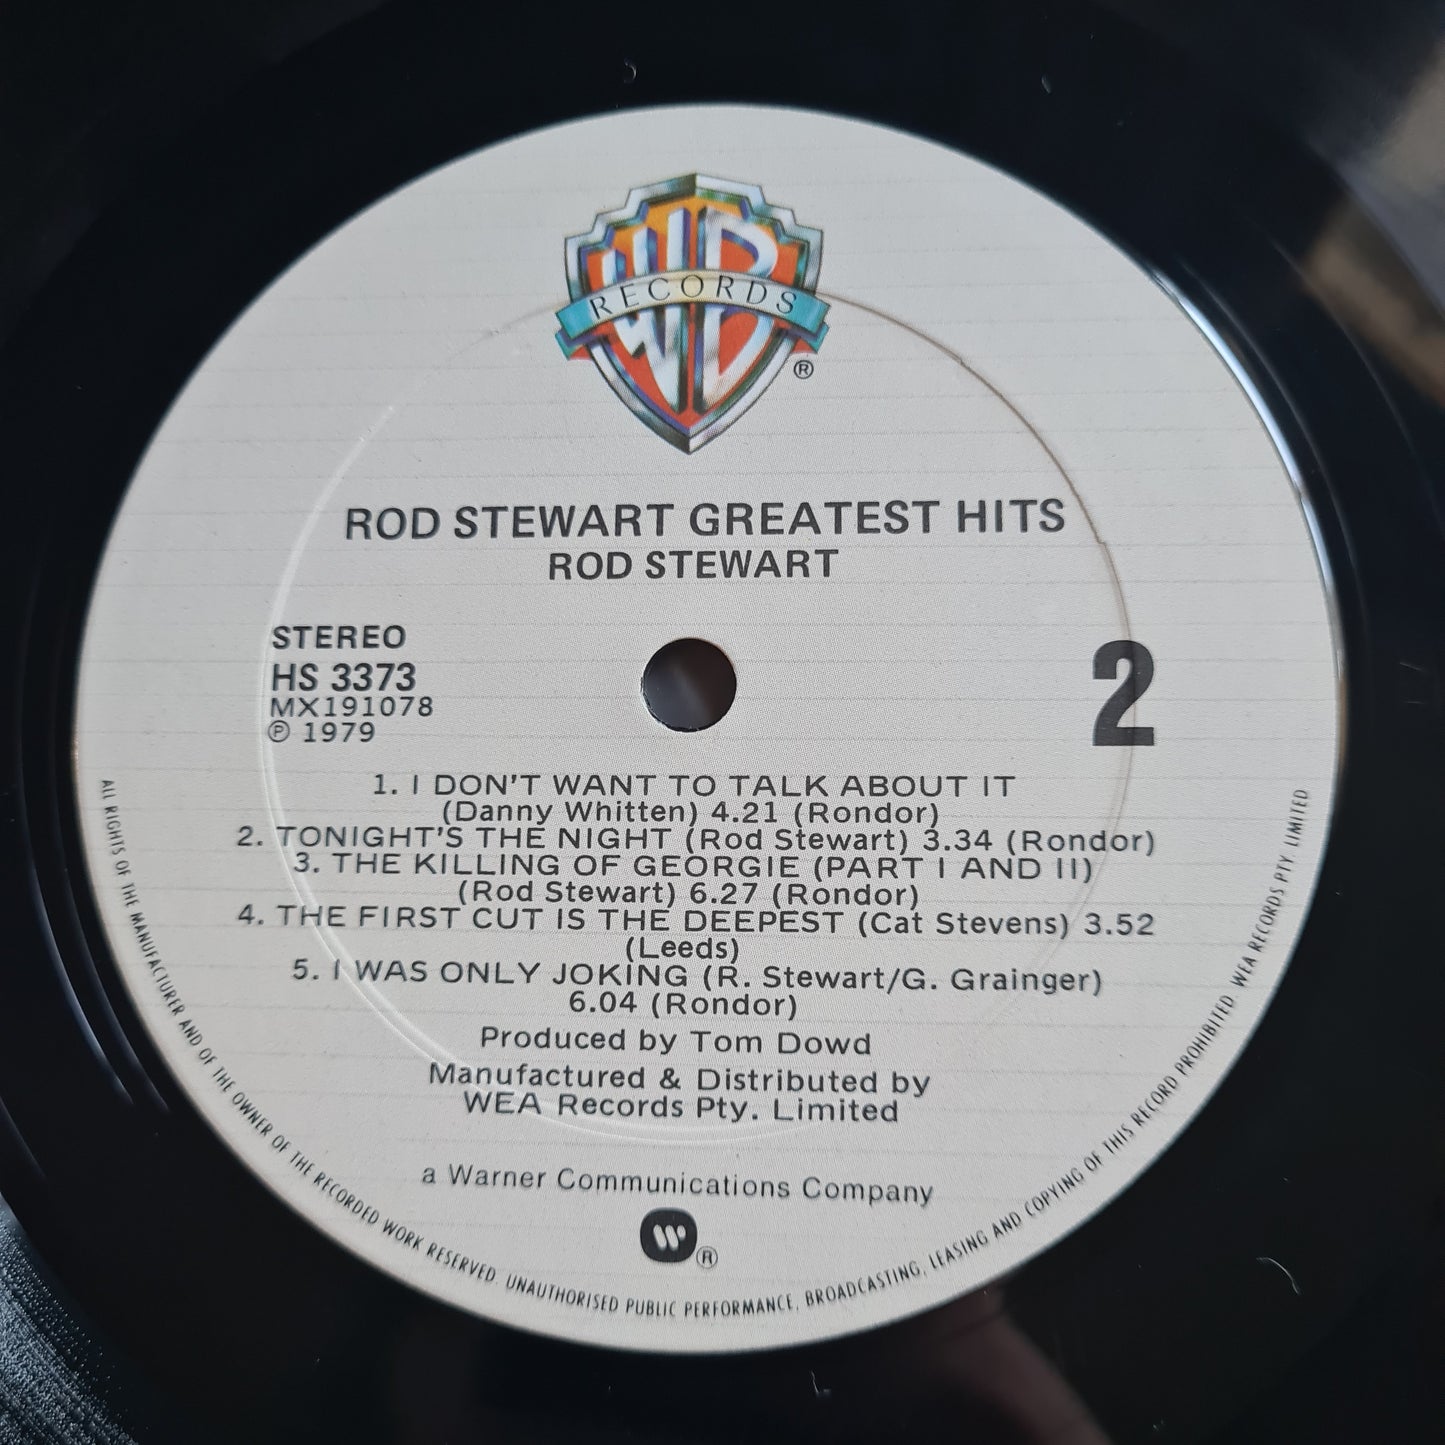 WB
RECORDS
®
ROD STEWART GREATEST HITS
ROD STEWART
STEREO
HS 3373
MX191078
℗ 1979
2
1. I DON'T WANT TO TALK ABOUT IT
(Danny Whitten) 4.21 (Rondor)
2. TONIGHT'S THE NIGHT (Rod Stewart) 3.34 (Rondor)
3. THE KILLING OF GEORGIE (PART I AND II)
(Rod Stewart) 6.27 (Rondor)
4. THE FIRST CUT IS THE DEEPEST (Cat Stevens) 3.52
(Leeds)
5. I WAS ONLY JOKING (R. Stewart/G. Grainger)
6.04 (Rondor)
Produced by Tom Dowd
Manufactured & Distributed by
WEA Records Pty. Limited
a Warner Communications Company
W ®
ALL RIGHTS OF THE MANUFACTURER AND OF THE OWNER OF THE RECORDED WORK RESERVED. UNAUTHORISED PUBLIC PERFORMANCE, BROADCASTING, LEASING AND COPYING OF THIS RECORD PROHIBITED WEA RECORDS PTY. LIMITED